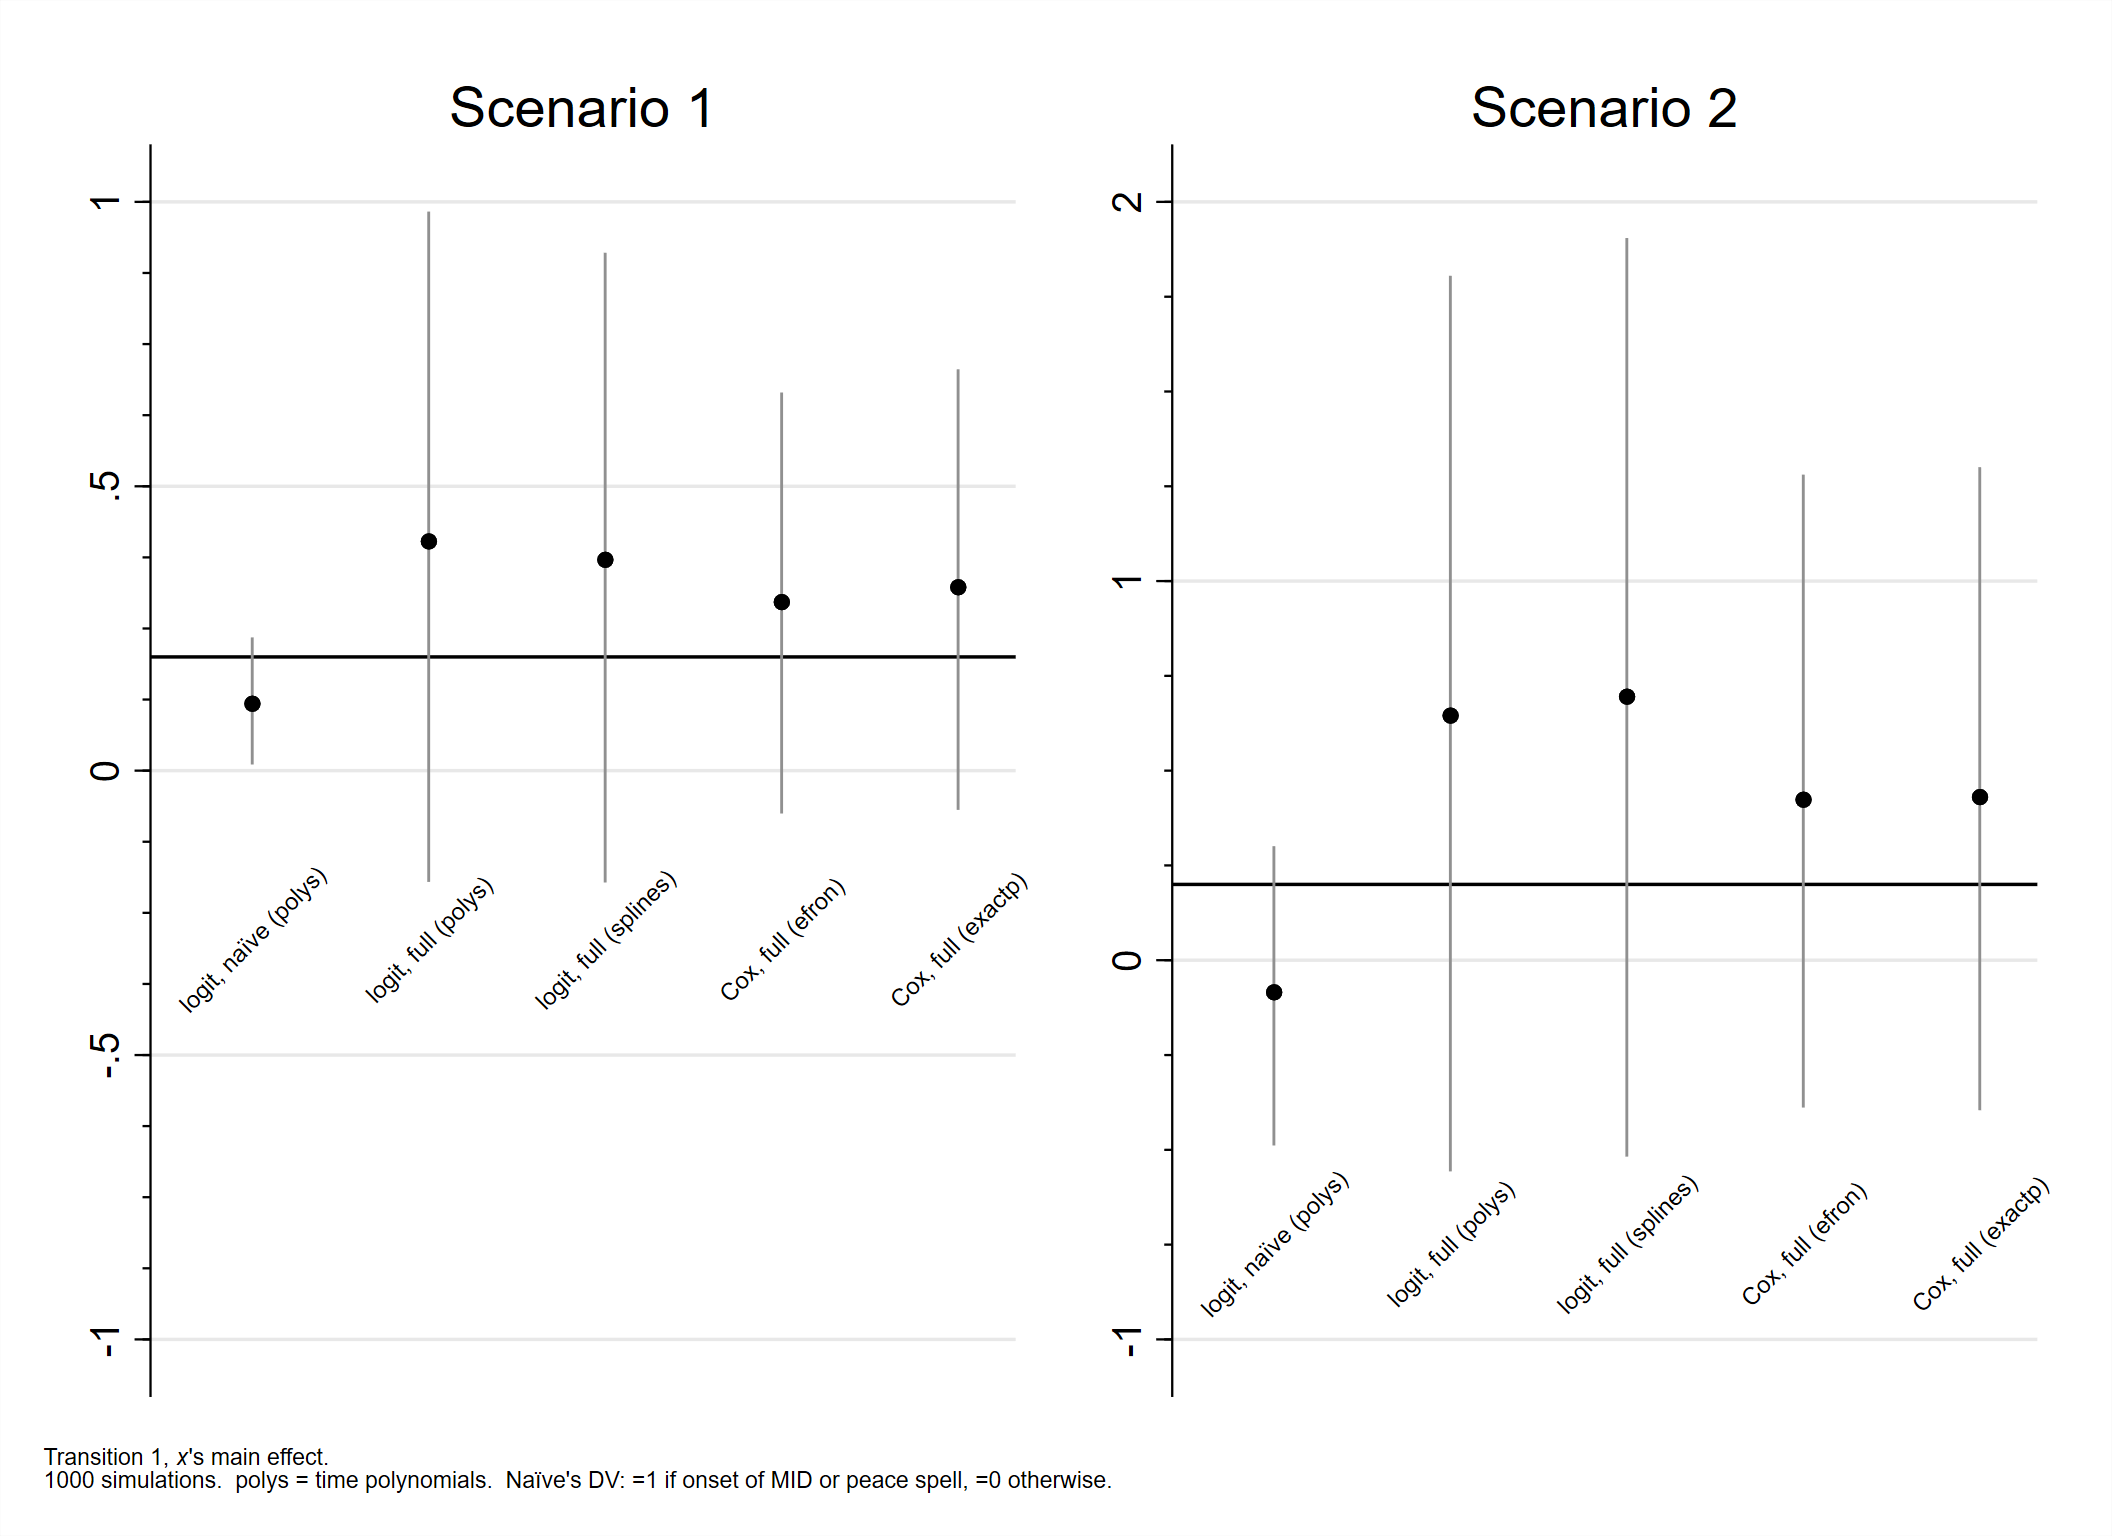 Scenario 1
1
.5
0
-.5
-1
logit, naïve (polys)
logit, full (polys)
logit, full (splines)
Cox, full (efron)
Cox, full (exactp)
Scenario 2
2
1
0
-1
logit, naïve (polys)
logit, full (polys)
logit, full (splines)
Cox, full (efron)
Cox, full (exactp)
Transition 1, x's main effect.
1000 simulations.  polys = time polynomials.  Naïve's DV: =1 if onset of MID or peace spell, =0 otherwise.